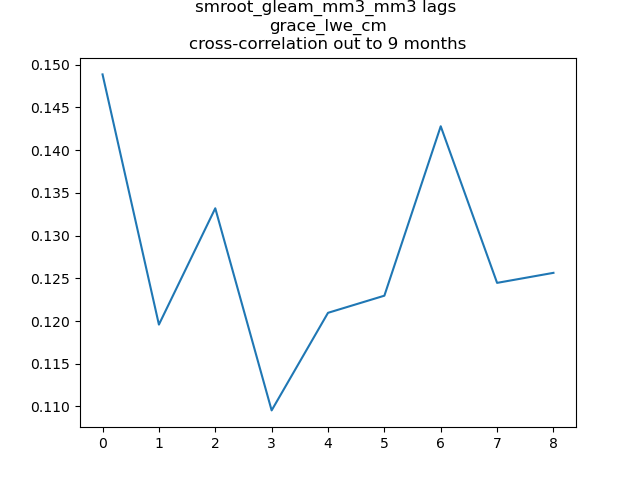 smroot_gleam_mm3_mm3 lags
grace_lwe_cm
cross-correlation out to 9 months
0.150
0.145
0.140
0.135
0.130
0.125
0.120
0.115
0.110
0 1 2 3 4 5 6 7 8